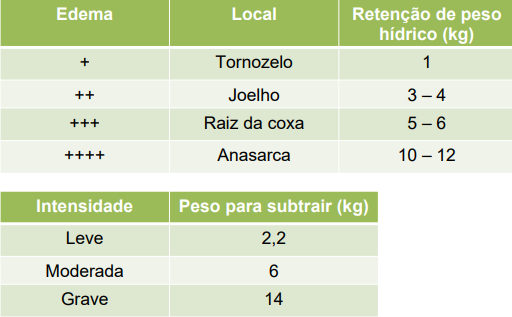 Edema Local Retenção de peso
hídrico (kg)
+ Tornozelo 1
++ Joelho 3 – 4
+++ Raiz da coxa 5 – 6
++++ Anasarca 10 – 12
Intensidade Peso para subtrair (kg)
Leve 2,2
Moderada 6
Grave 14